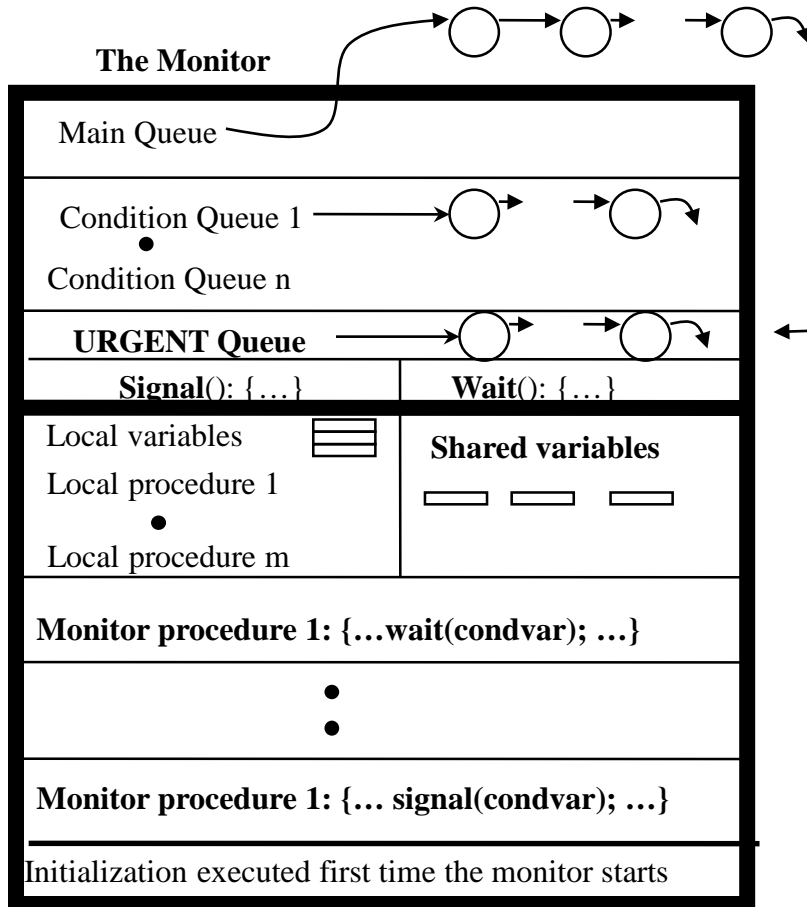 The Monitor
Main Queue
Condition Queue 1
Condition Queue n
URGENT Queue
Signal(): {…}
Wait(): {…}
Local variables
Shared variables
Local procedure 1
Local procedure m
Monitor procedure 1: {…wait(condvar); …}
Monitor procedure 1: {… signal(condvar); …}
Initialization executed first time the monitor starts